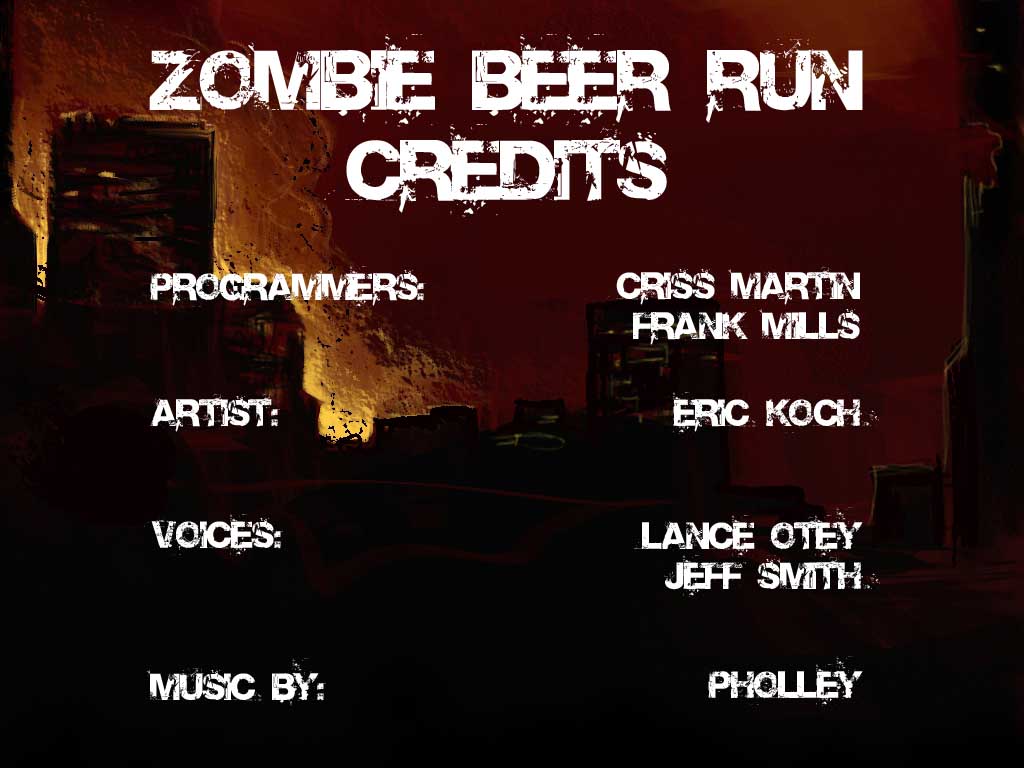 ZOMBIE BEER RUN
CREDITS
PROGRAMMERS: CRISS MARTIN
FRANK MILLS
ARTIST: ERIC KOCH
VOICES: LANCE OTEY
JEFF SMITH
MUSIC BY: PHOLLEY